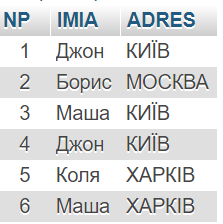 NP IMIA ADRES
1 Джон КИЇВ
2 Борис МОСКВА
3 Маша КИЇВ
4 Джон КИЇВ
5 Коля ХАРКІВ
6 Маша ХАРКІВ